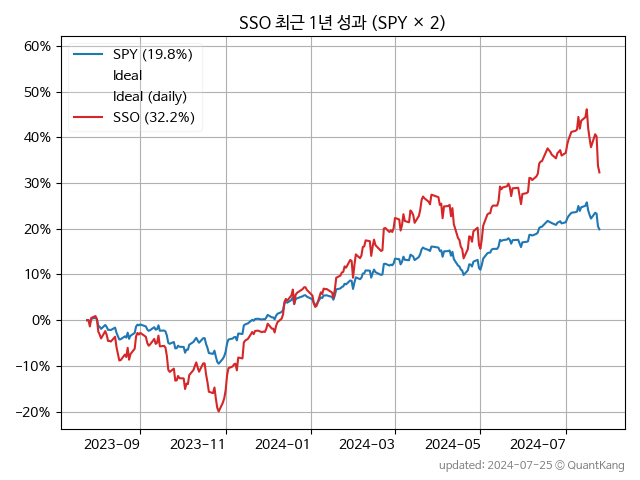 SSO 최근 1년 성과 (SPY × 2)
60%
50%
40%
30%
20%
10%
0%
−10%
−20%
SPY (19.8%)
Ideal
Ideal (daily)
SSO (32.2%)
2023−09
2023−11
2024−01
2024−03
2024−05
2024−07
updated: 2024-07-25 © QuantKang